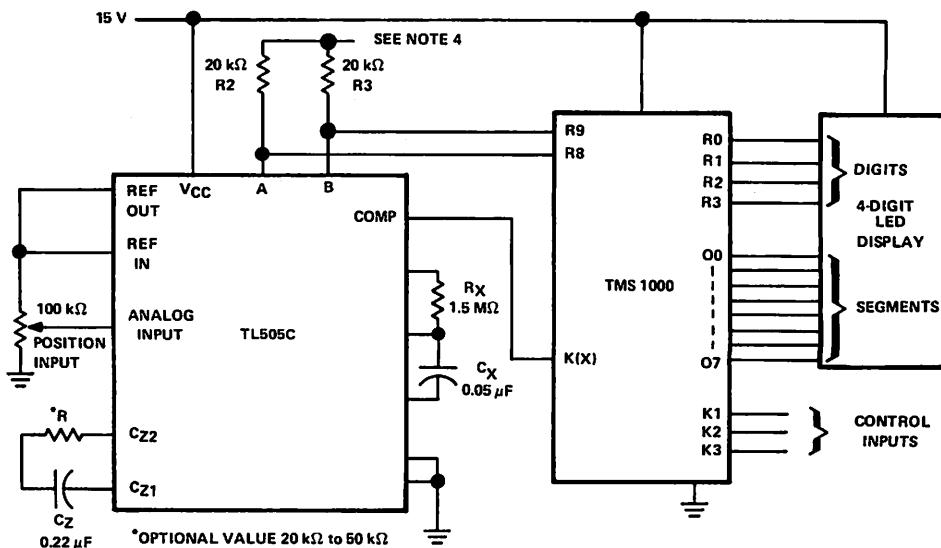 15 V
SEE NOTE 4
20 kΩ
R2
20 kΩ
R3
R9
R8
R0
R1
R2
R3
DIGITS
4-DIGIT
LED
DISPLAY
VCC
A
B
REF
OUT
REF
IN
COMP
100 kΩ
POSITION
INPUT
ANALOG
INPUT
TL505C
RX
1.5 MΩ
CX
0.05 μF
TMS 1000
K(X)
O0
O7
SEGMENTS
K1
K2
K3
CONTROL
INPUTS
*R
CZ2
CZ1
CZ
0.22 μF
*OPTIONAL VALUE 20 kΩ to 50 kΩ